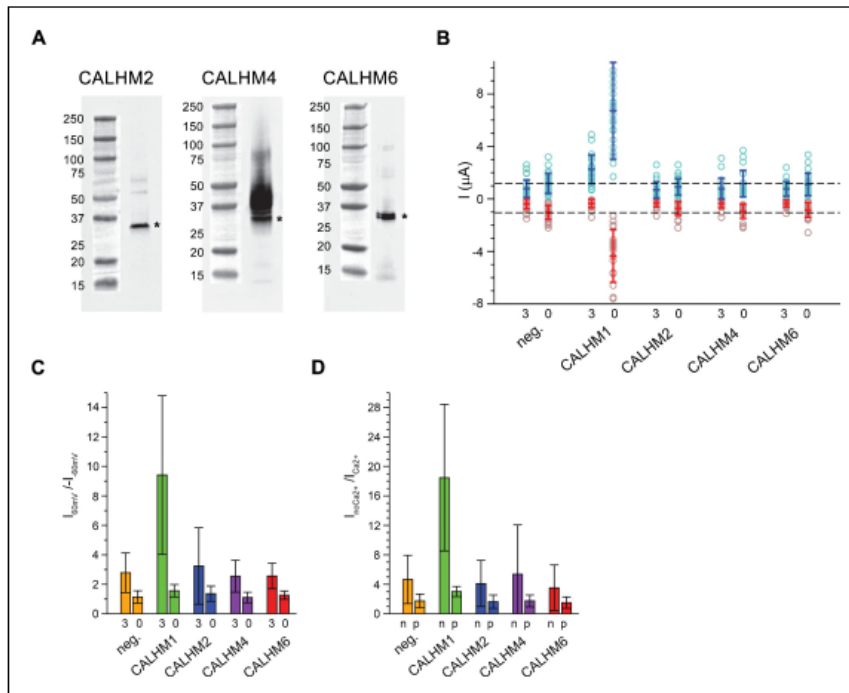 A
B
CALHM2
CALHM4
CALHM6
250
150
100
75
50
37
20
15
*
250
150
100
75
50
37
25
20
15
*
250
150
100
75
50
37
25
20
15
*
I (µA)
4
0
-4
-8
3 0 3 0 3 0 3 0 3 0
neg.
CALHM1
CALHM2
CALHM4
CALHM6
C
D
I60mV /-I-60mV
14
12
10
8
6
4
2
0
3 0 3 0 3 0 3 0 3 0
neg.
CALHM1
CALHM2
CALHM4
CALHM6
InoCa2+ /ICa2+
28
24
20
16
12
8
4
0
n p n p n p n p n p
neg.
CALHM1
CALHM2
CALHM4
CALHM6